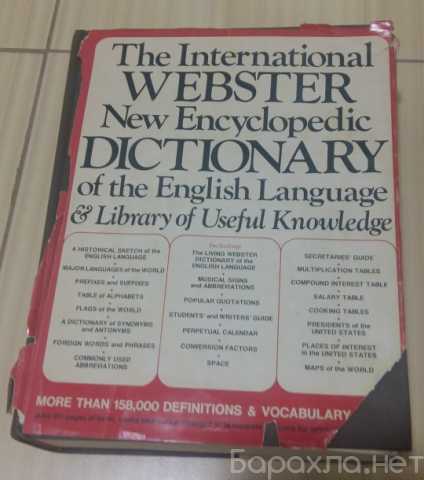 The International
WEBSTER
New Encyclopedic
DICTIONARY
of the English Language
& Library of Useful Knowledge
A HISTORICAL SKETCH of the
ENGLISH LANGUAGE
MAJOR LANGUAGES of the WORLD
PREFIXES and SUFFIXES
TABLE of ALPHABETS
FLAGS of the WORLD
A DICTIONARY of SYNONYMS
and ANTONYMS
FOREIGN WORDS and PHRASES
COMMONLY USED
ABBREVIATIONS
Including
The LIVING WEBSTER
DICTIONARY of the
ENGLISH LANGUAGE
MUSICAL SIGNS
and ABBREVIATIONS
POPULAR QUOTATIONS
STUDENTS' and WRITERS' GUIDE
PERPETUAL CALENDAR
CONVERSION FACTORS
SPACE
SECRETARIES' GUIDE
MULTIPLICATION TABLES
COMPOUND INTEREST TABLE
SALARY TABLE
COOKING TABLES
PRESIDENTS of the
UNITED STATES
PLACES OF INTEREST
in the UNITED STATES
MAPS of the WORLD
MORE THAN 158,000 DEFINITIONS & VOCABULARY
Барахла.нет